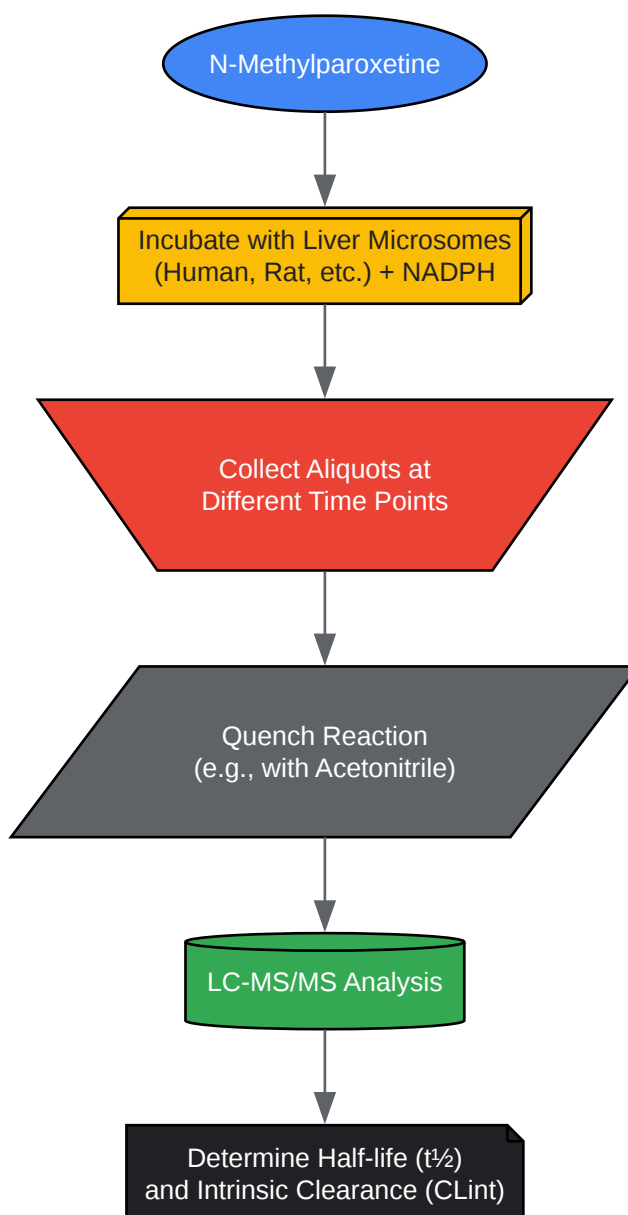 N-Methylparoxetine
Incubate with Liver Microsomes
(Human, Rat, etc.) + NADPH
Collect Aliquots at
Different Time Points
Quench Reaction
(e.g., with Acetonitrile)
LC-MS/MS Analysis
Determine Half-life (t½)
and Intrinsic Clearance (CLint)